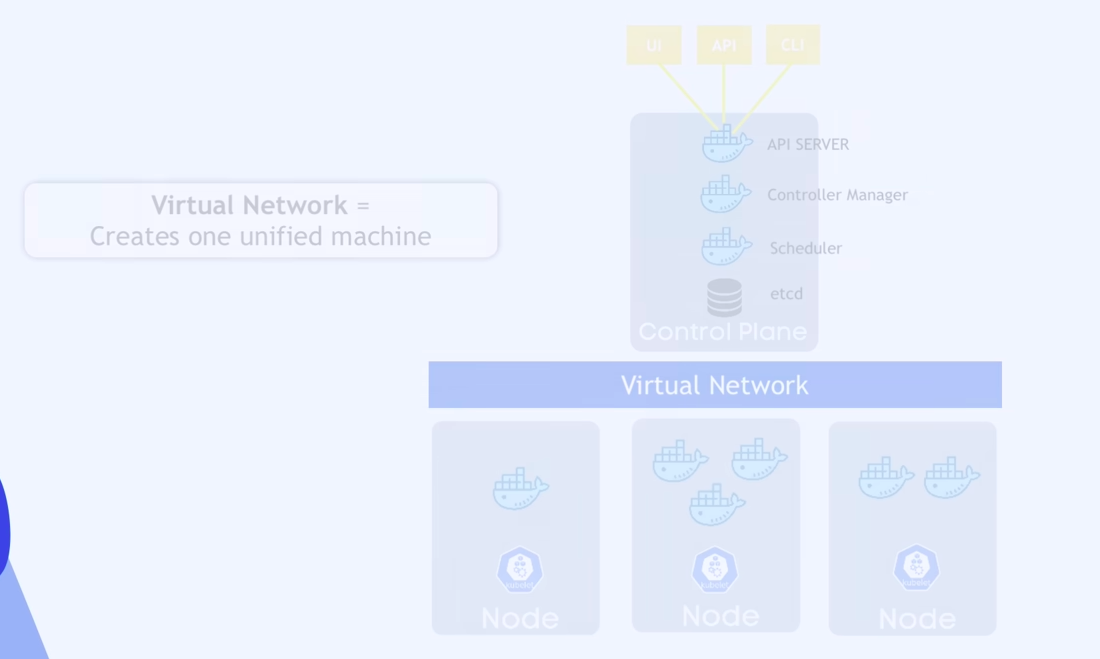 UI API CLI
API SERVER
Virtual Network =
Creates one unified machine
Controller Manager
Scheduler
etcd
Control Plane
Virtual Network
Node Node Node